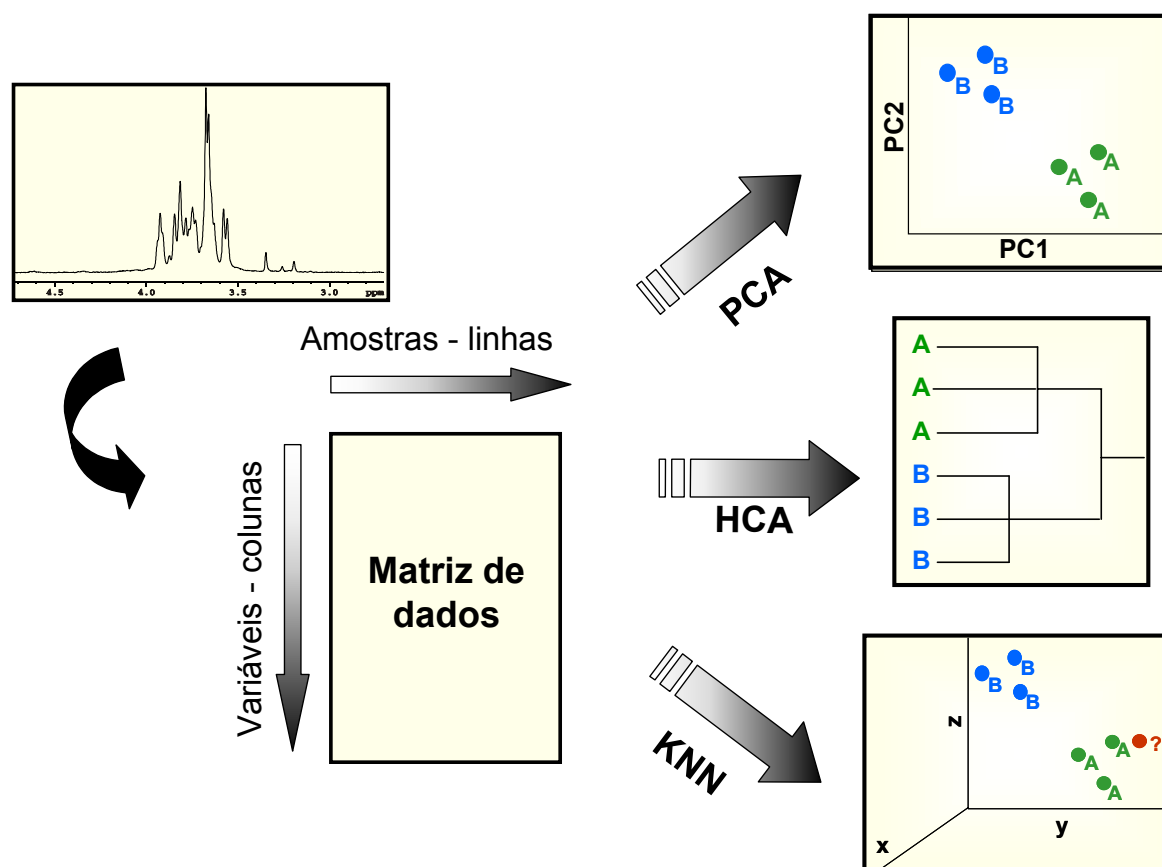 4.5 4.0 3.5 3.0 ppm
Amostras - linhas
Variáveis - colunas
Matriz de
dados
PCA
HCA
KNN
PC2
B
B
B
A
A
A
PC1
A
A
A
B
B
B
z
B
B
B
A
A
A
?
y
x